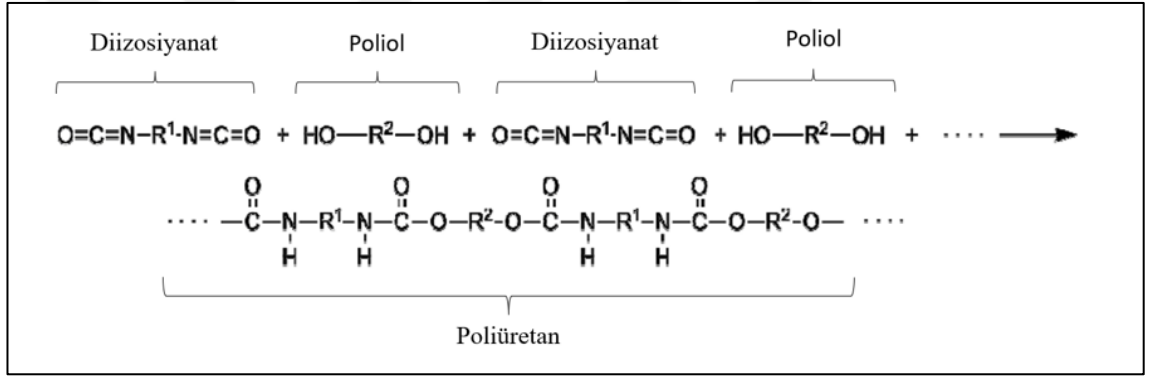 Diizosiyanat Poliol Diizosiyanat Poliol
O=C=N—R¹-N=C=O + HO—R²—OH + O=C=N—R¹-N=C=O + HO—R²—OH + ····
O O O O
···· —C—N—R¹—N—C—O—R²-O—C—N—R¹—N—C—O—R²-O— ····
H H H H
Poliüretan